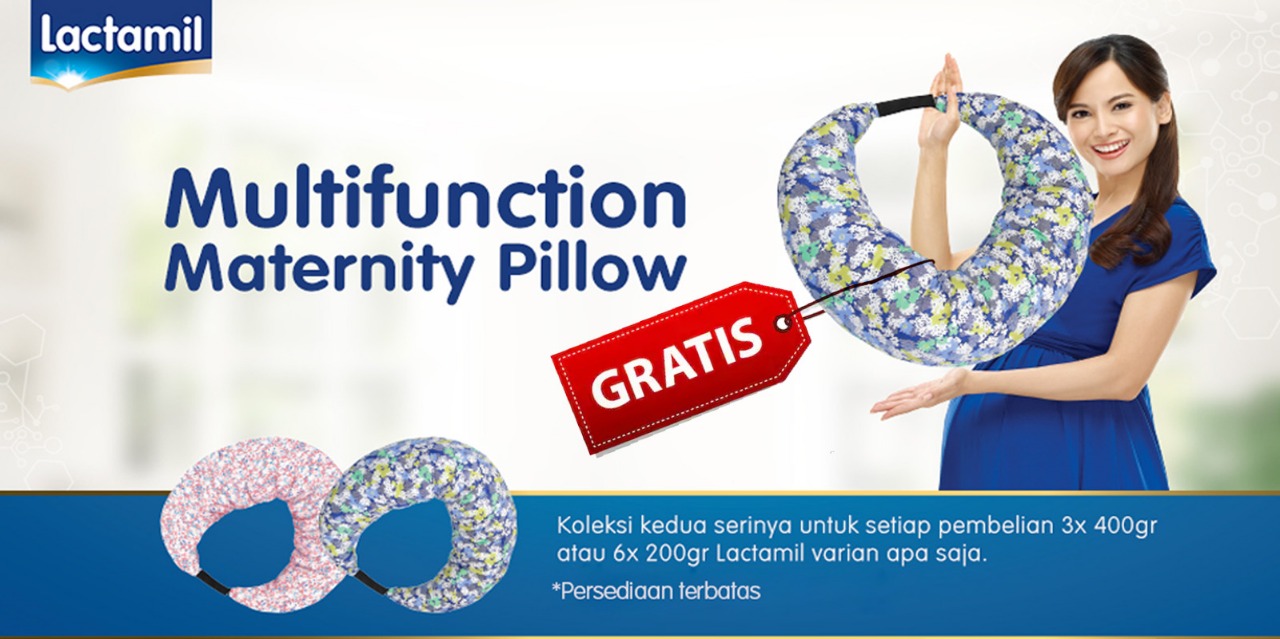 Lactamil
Multifunction
Maternity Pillow
GRATIS
Koleksi kedua serinya untuk setiap pembelian 3x 400gr
atau 6x 200gr Lactamil varian apa saja.
*Persediaan terbatas